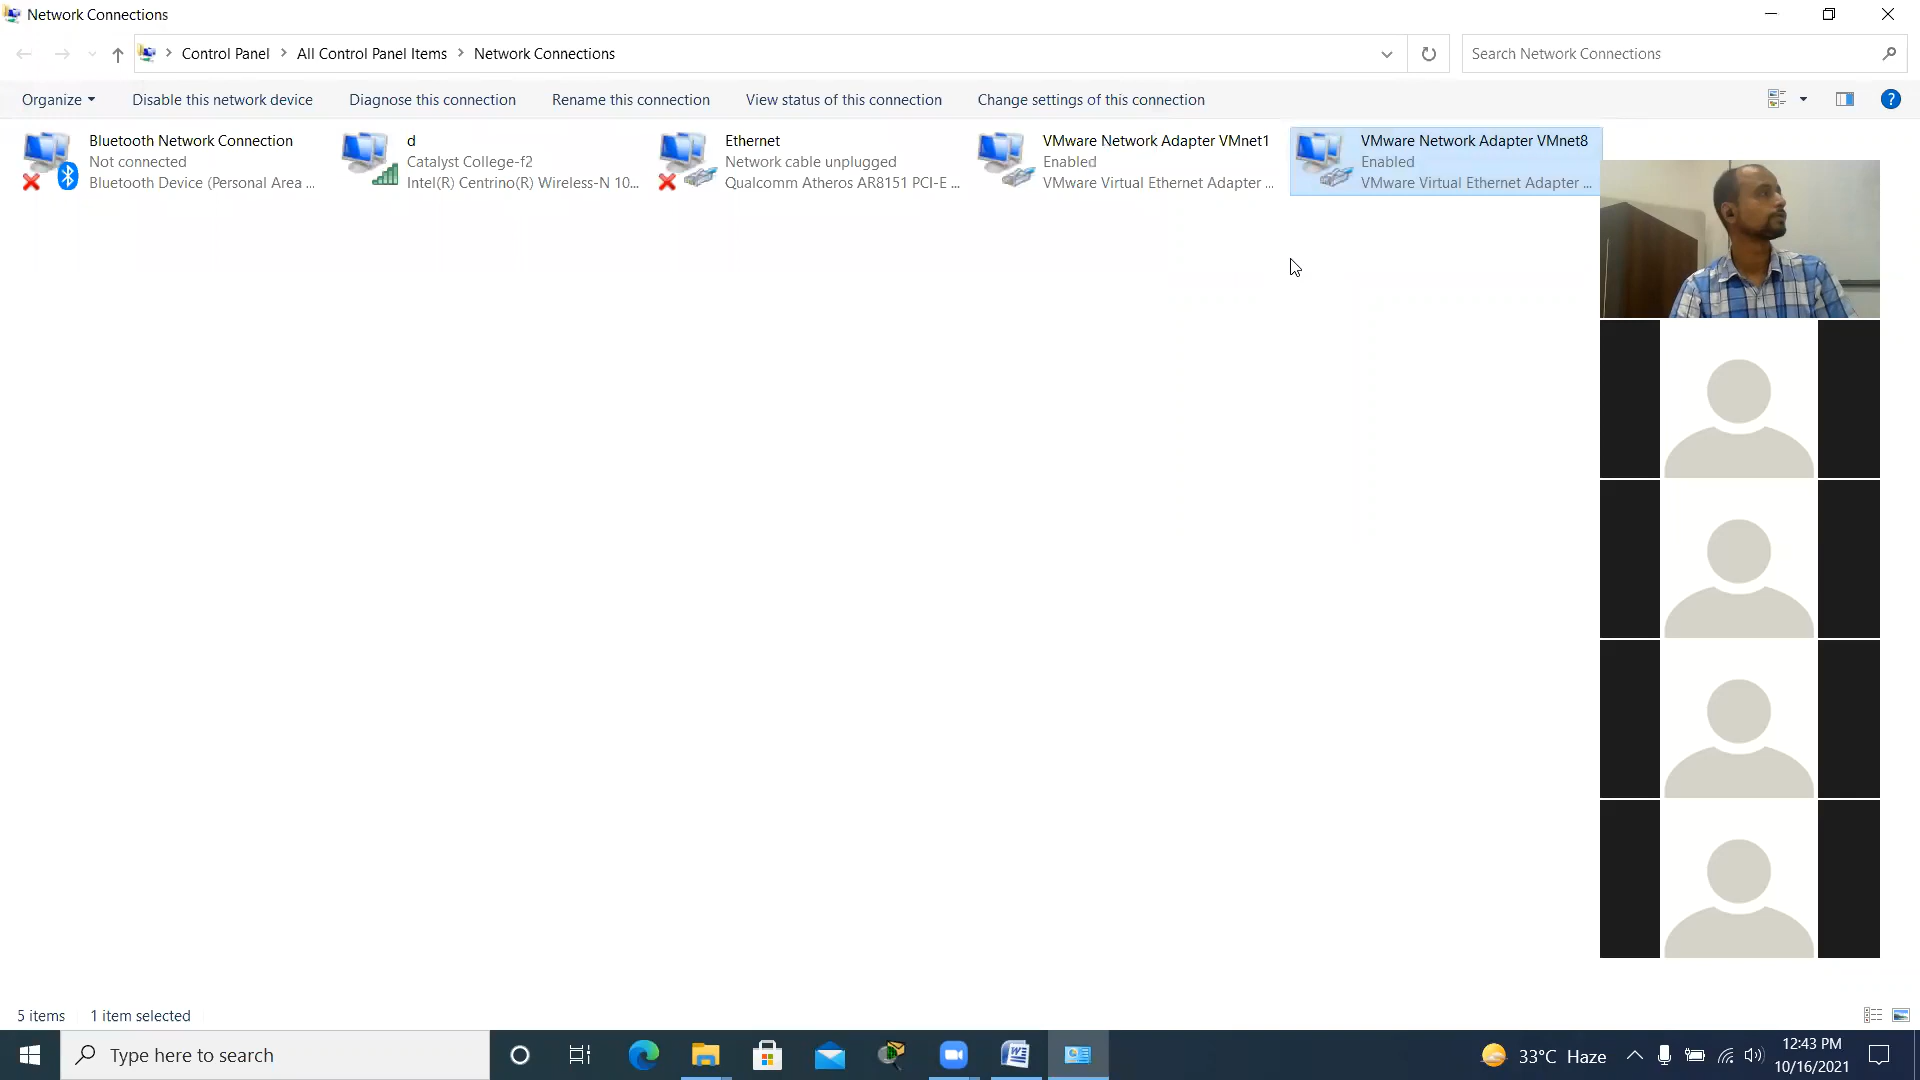 Network Connections
Control Panel > All Control Panel Items > Network Connections
Search Network Connections
Organize
Disable this network device
Diagnose this connection
Rename this connection
View status of this connection
Change settings of this connection
Bluetooth Network Connection
Not connected
Bluetooth Device (Personal Area ...
d
Catalyst College-f2
Intel(R) Centrino(R) Wireless-N 10...
Ethernet
Network cable unplugged
Qualcomm Atheros AR8151 PCI-E ...
VMware Network Adapter VMnet1
Enabled
VMware Virtual Ethernet Adapter ...
VMware Network Adapter VMnet8
Enabled
VMware Virtual Ethernet Adapter ...
5 items
1 item selected
Type here to search
33°C Haze
12:43 PM
10/16/2021